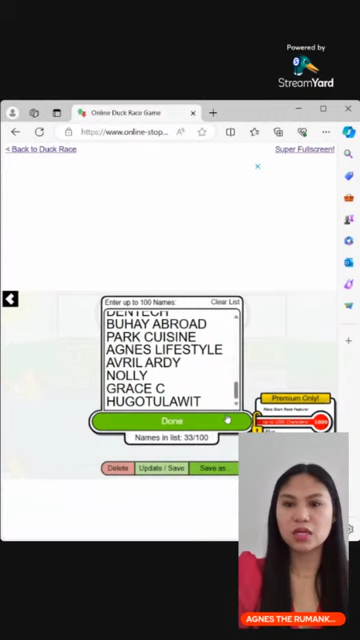 Powered by
StreamYard
Online Duck Race Game
https://www.online-stop
< Back to Duck Race
Super Fullscreen!
Enter up to 100 Names:
Clear List
DENTECH
BUHAY ABROAD
PARK CUISINE
AGNES LIFESTYLE
AVRIL ARDY
NOLLY
GRACE C
HUGOTULAWIT
Done
Names in list: 33/100
Delete
Update / Save
Save as...
Premium Only!
1000
AGNES THE RUMANK...